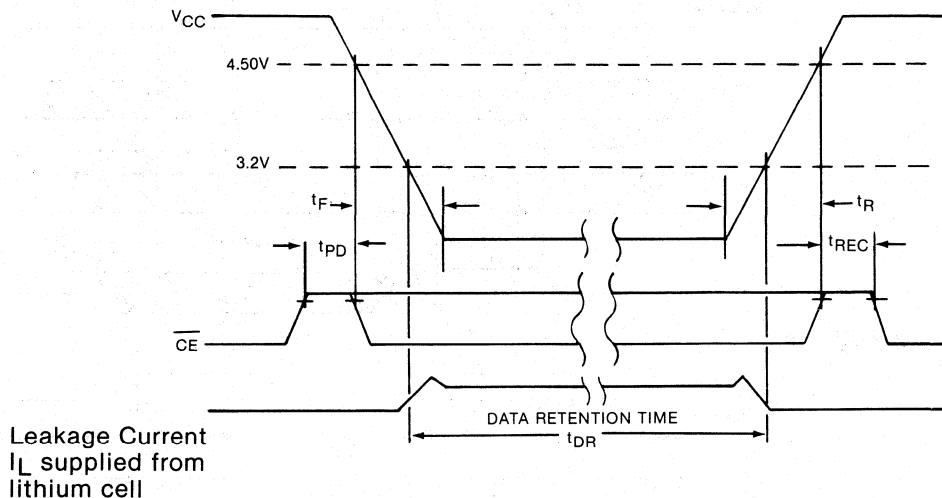 VCC
4.50V
3.2V
tF
tR
tPD
tREC
CE
DATA RETENTION TIME
tDR
Leakage Current
IL supplied from
lithium cell